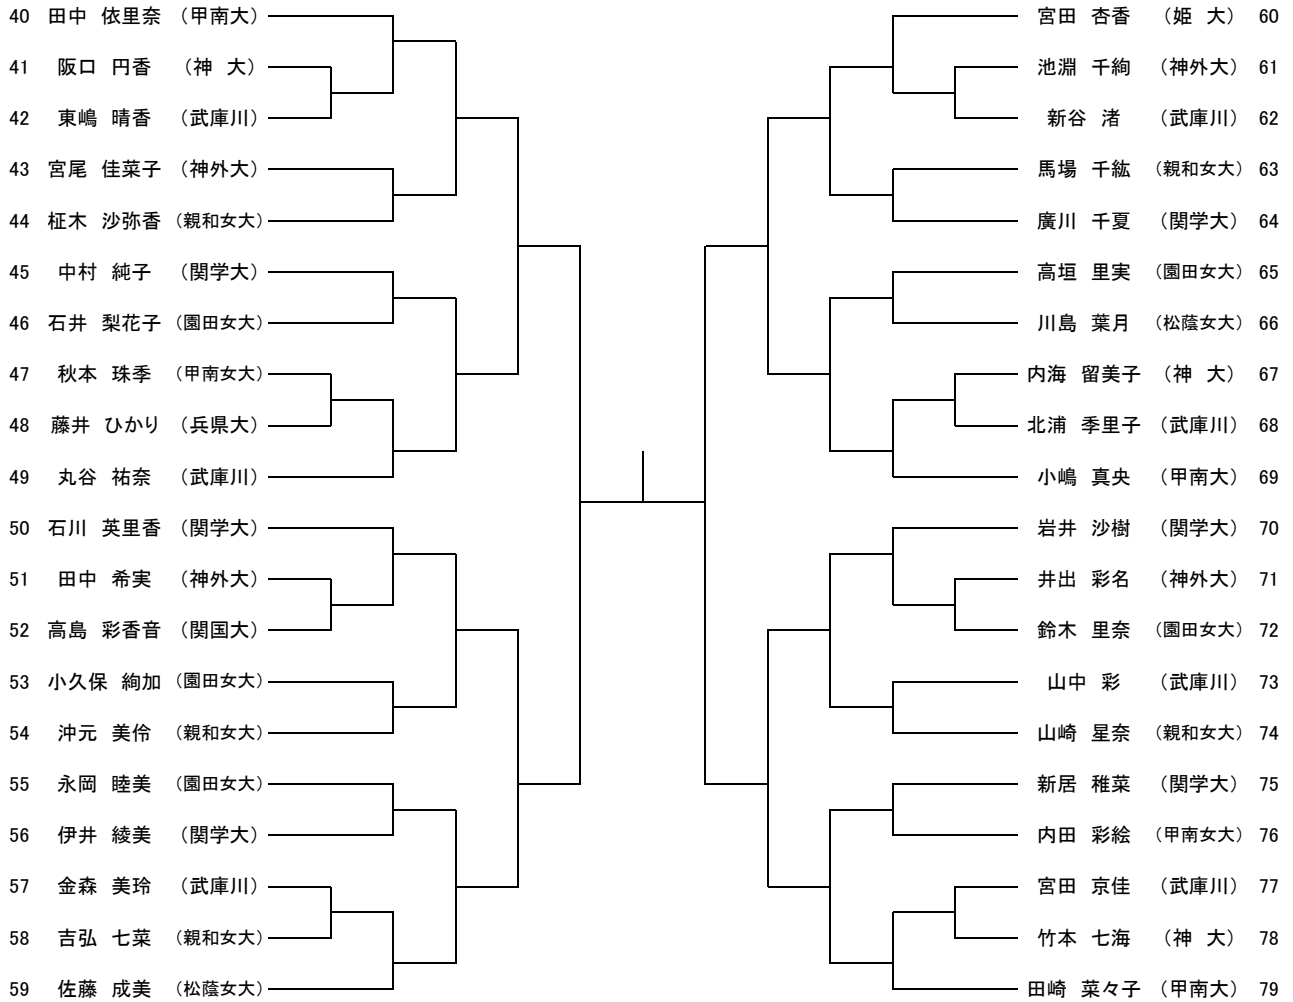 40 田中 依里奈 （甲南大）
41 阪口 円香 （神 大）
42 東嶋 晴香 （武庫川）
43 宮尾 佳菜子 （神外大）
44 柾木 沙弥香 （親和女大）
45 中村 純子 （関学大）
46 石井 梨花子 （園田女大）
47 秋本 珠季 （甲南女大）
48 藤井 ひかり （兵県大）
49 丸谷 祐奈 （武庫川）
50 石川 英里香 （関学大）
51 田中 希実 （神外大）
52 高島 彩香音 （関国大）
53 小久保 絢加 （園田女大）
54 沖元 美伶 （親和女大）
55 永岡 睦美 （園田女大）
56 伊井 綾美 （関学大）
57 金森 美玲 （武庫川）
58 吉弘 七菜 （親和女大）
59 佐藤 成美 （松蔭女大）
宮田 杏香 （姫 大） 60
池淵 千絢 （神外大） 61
新谷 渚 （武庫川） 62
馬場 千紘 （親和女大） 63
廣川 千夏 （関学大） 64
高垣 里実 （園田女大） 65
川島 葉月 （松蔭女大） 66
内海 留美子 （神 大） 67
北浦 季里子 （武庫川） 68
小嶋 真央 （甲南大） 69
岩井 沙樹 （関学大） 70
井出 彩名 （神外大） 71
鈴木 里奈 （園田女大） 72
山中 彩 （武庫川） 73
山崎 星奈 （親和女大） 74
新居 稚菜 （関学大） 75
内田 彩絵 （甲南女大） 76
宮田 京佳 （武庫川） 77
竹本 七海 （神 大） 78
田崎 菜々子 （甲南大） 79